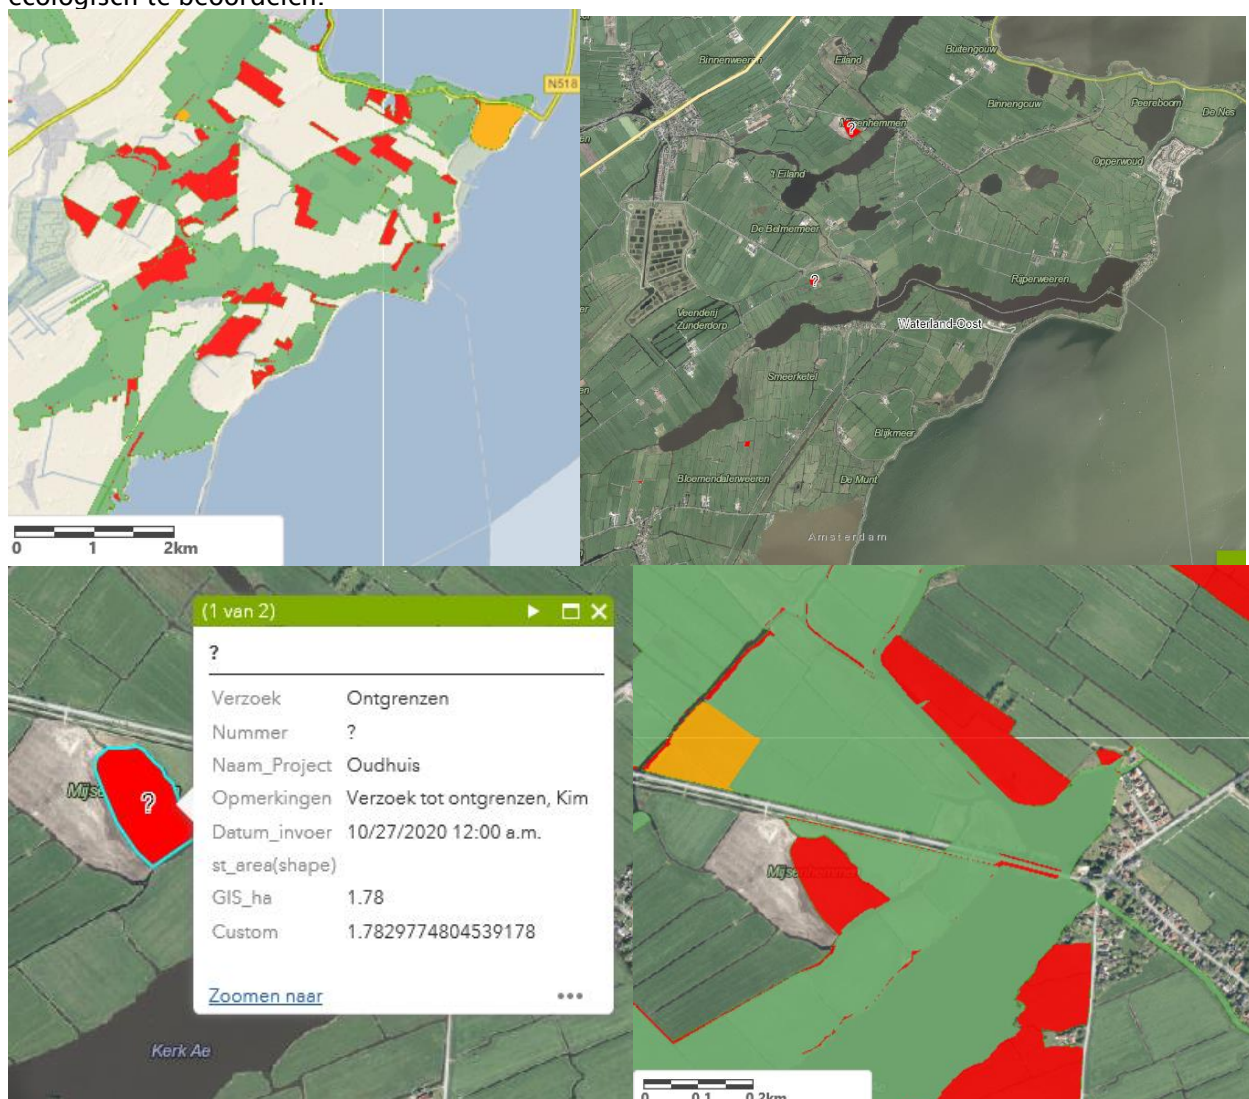 ecologisch te beoordelen.
N518
0 1 2km
Binnenweeren
Eiland
Buitengouw
Binnengouw
Peereboom
De Nes
?
Opperwoud
't Eiland
De Belmermeer
?
Rijperweeren
Veenderij
Zunderdorp
Waterland-Oost
Smeerketel
Blijkmeer
Bloemendalerweeren
De Munt
Amsterdam
(1 van 2)
?
Verzoek Ontgrenzen
Nummer ?
Naam_Project Oudhuis
Opmerkingen Verzoek tot ontgrenzen, Kim
Datum_invoer 10/27/2020 12:00 a.m.
st_area(shape)
GIS_ha 1.78
Custom 1.7829774804539178
Zoomen naar
?
Kerk Ae
0 0.1 0.2km